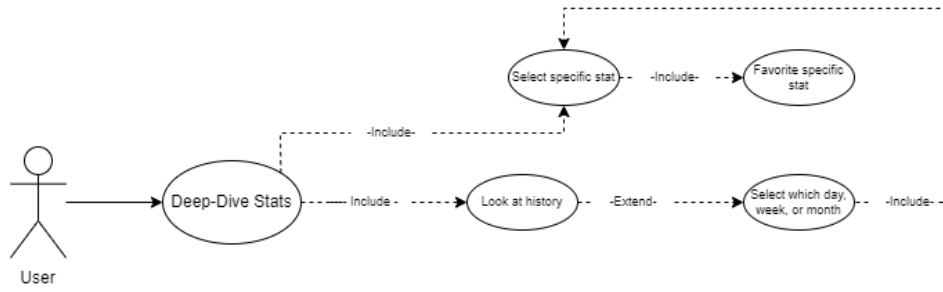 Select specific stat
-Include-
Favorite specific
stat
-Include-
Deep-Dive Stats
- Include -
Look at history
-Extend-
Select which day,
week, or month
-Include-
User